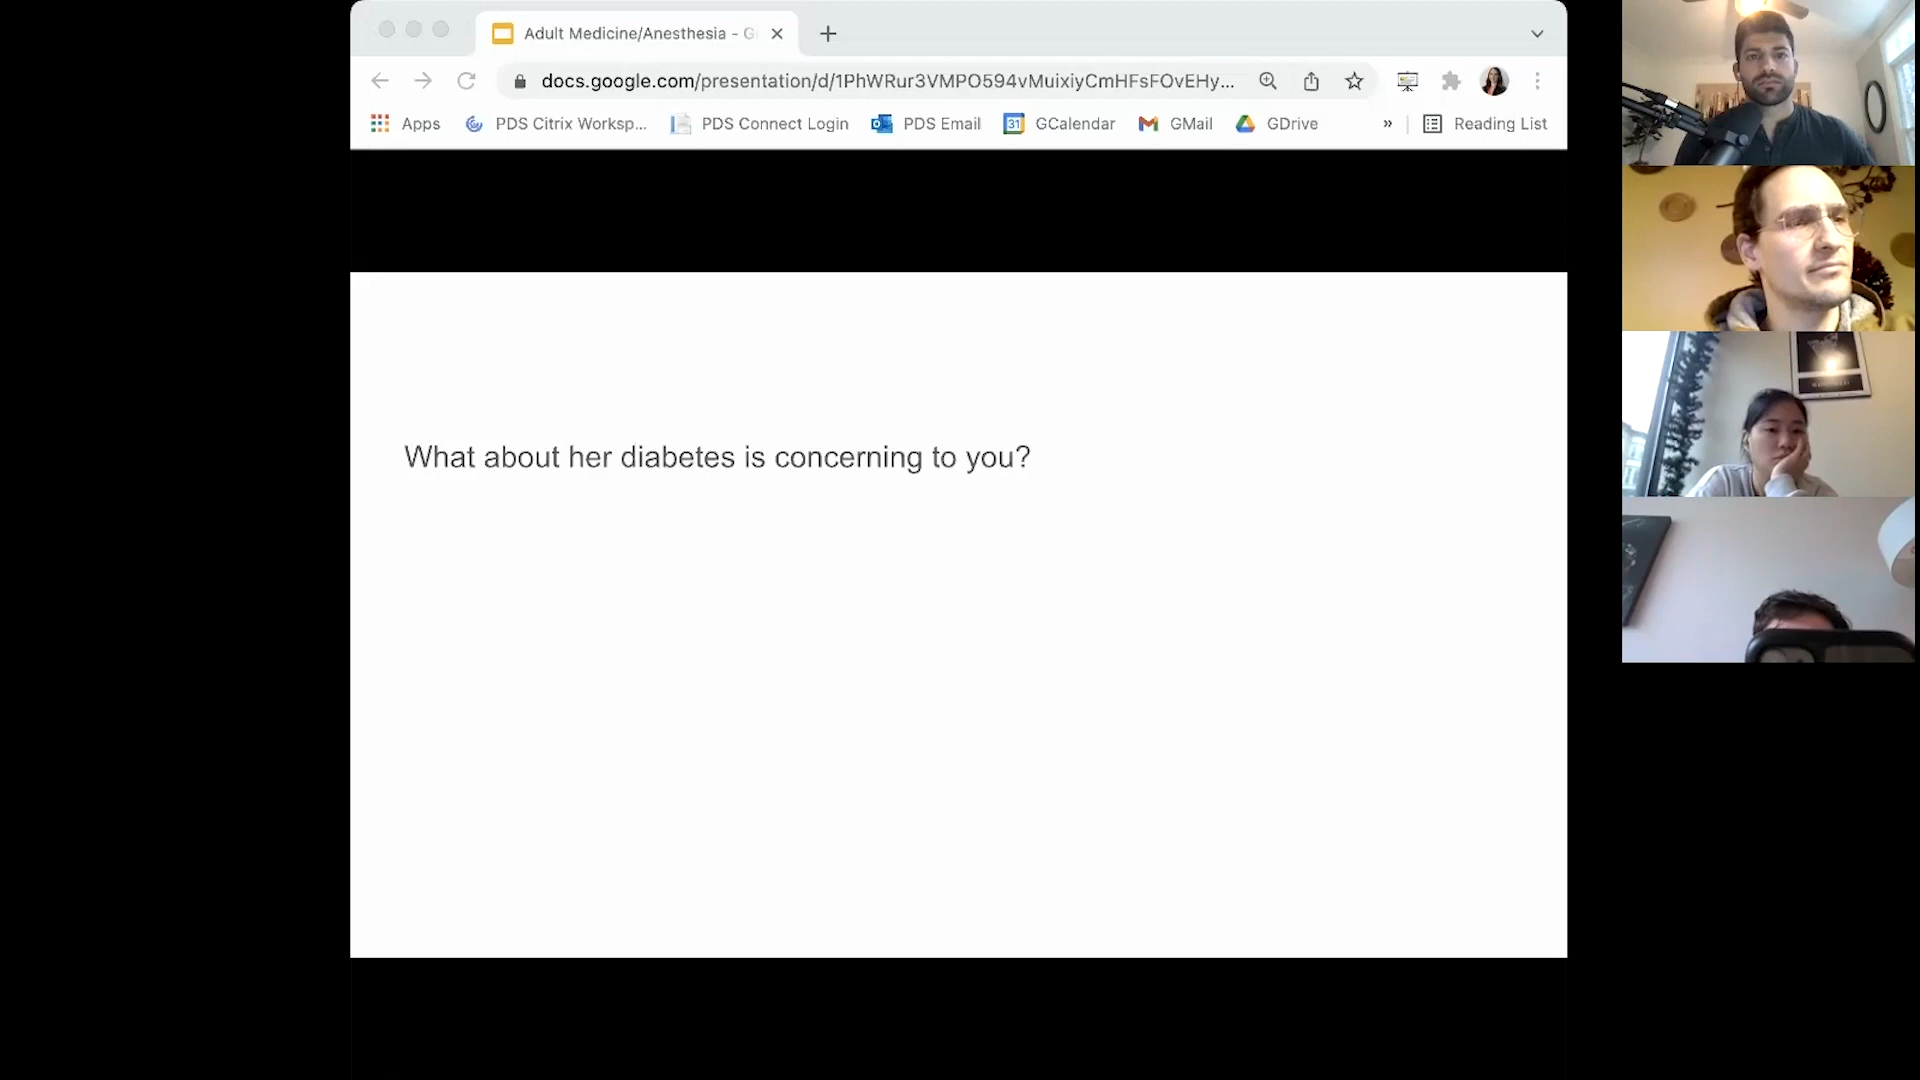 Adult Medicine/Anesthesia - G
docs.google.com/presentation/d/1PhWRur3VMPO594vMuixiyCmHFsFOvEHy...
Apps PDS Citrix Worksp... PDS Connect Login PDS Email 31 GCalendar GMail GDrive » Reading List
What about her diabetes is concerning to you?